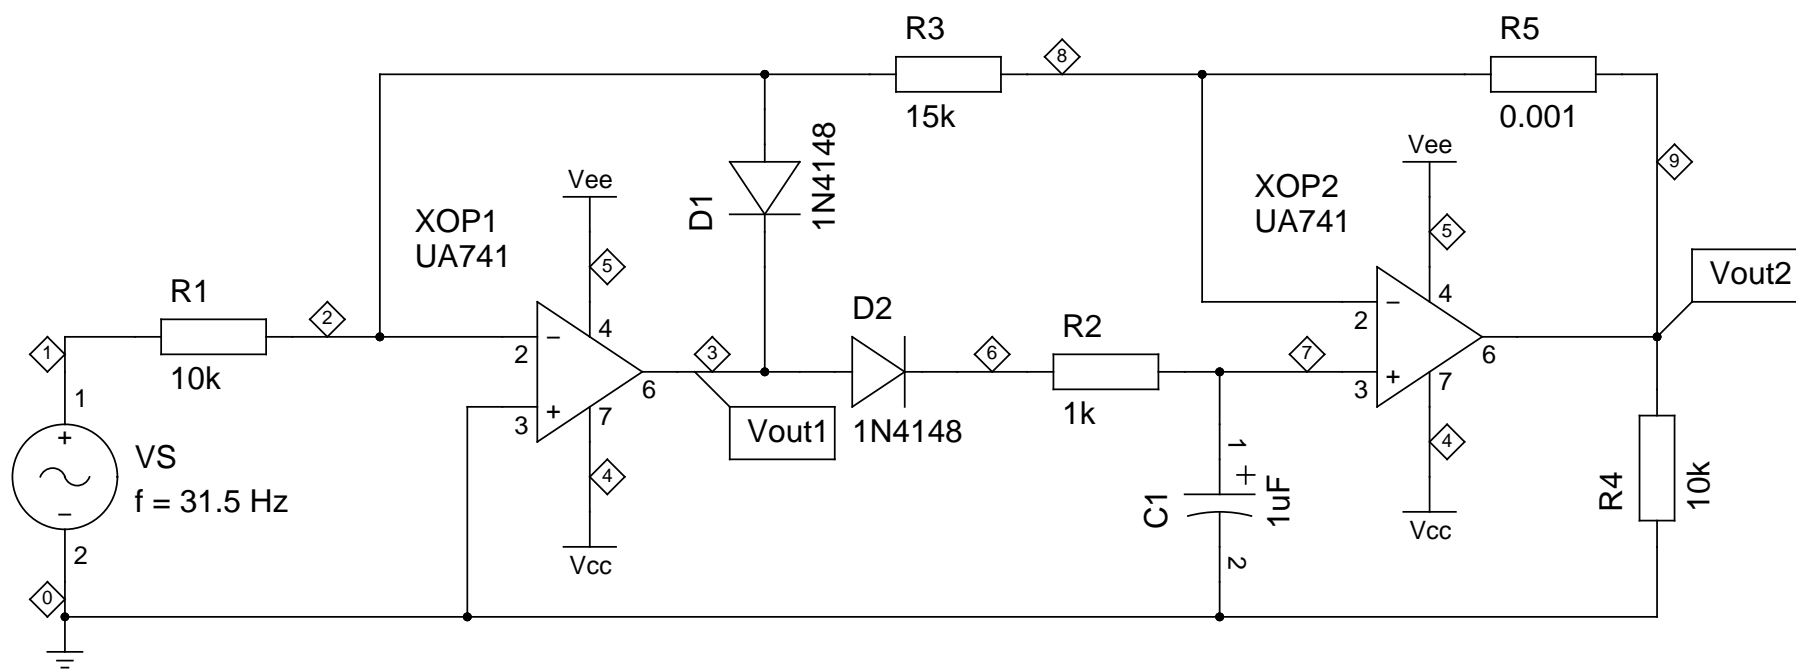 R3
8
R5
15k
0.001
1N4148
D1
Vee
9
Vee
XOP1
UA741
5
XOP2
UA741
5
R1
2
4
4
Vout2
1
10k
−
2
3
D2
6
R2
7
−
2
6
1
+
3
7
6
Vout1
1N4148
1k
+
3
7
+
VS
f = 31.5 Hz
−
4
1
+
C1
1uF
4
R4
10k
2
Vcc
2
Vcc
0